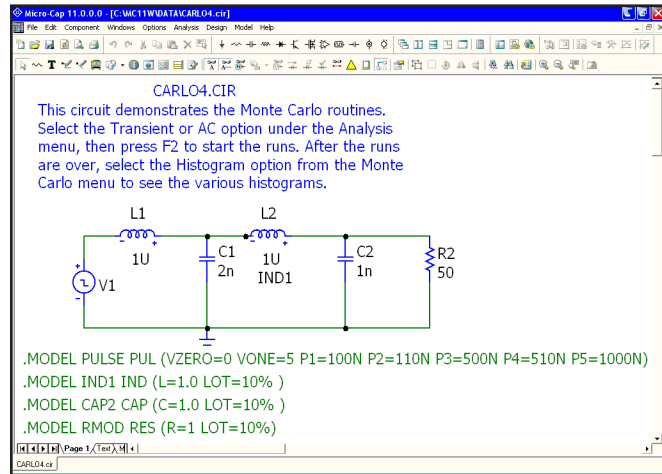 Micro-Cap 11.0.0.0 - [C:\MC11W\DATA\CARLO4.cir]
File Edit Component Windows Options Analysis Design Model Help
CARLO4.CIR
This circuit demonstrates the Monte Carlo routines.
Select the Transient or AC option under the Analysis
menu, then press F2 to start the runs. After the runs
are over, select the Histogram option from the Monte
Carlo menu to see the various histograms.
L1 L2
1U C1 1U C2 R2
2n IND1 1n 50
V1
.MODEL PULSE PUL (VZERO=0 VONE=5 P1=100N P2=110N P3=500N P4=510N P5=1000N)
.MODEL IND1 IND (L=1.0 LOT=10% )
.MODEL CAP2 CAP (C=1.0 LOT=10% )
.MODEL RMOD RES (R=1 LOT=10%)
Page 1 Text M
CARLO4.cir